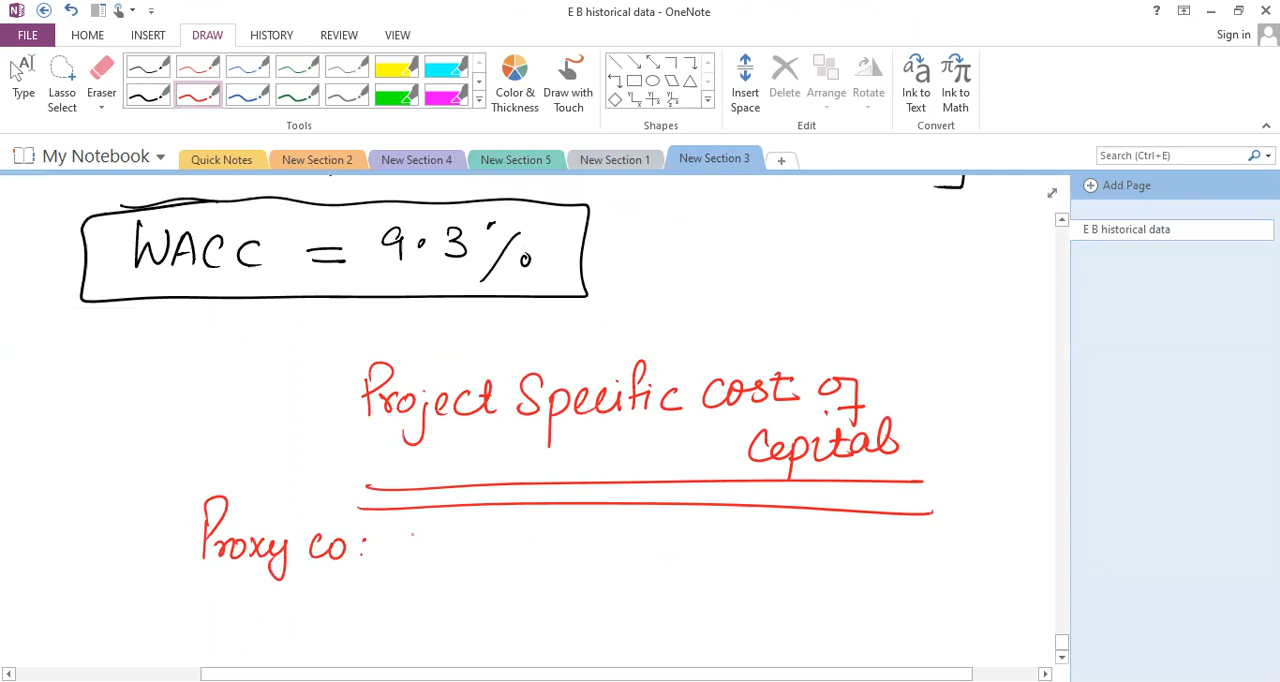 E B historical data - OneNote
?
FILE HOME INSERT DRAW HISTORY REVIEW VIEW
Sign in
Type
Lasso Select
Eraser
Color & Thickness
Draw with Touch
Insert Space
Delete
Arrange
Rotate
Ink to Text
Ink to Math
Tools
Shapes
Edit
Convert
My Notebook
Quick Notes
New Section 2
New Section 4
New Section 5
New Section 1
New Section 3
Search (Ctrl+E)
Add Page
E B historical data
WACC = 9.3%
Project Specific cost of
Cepital
Proxy co: